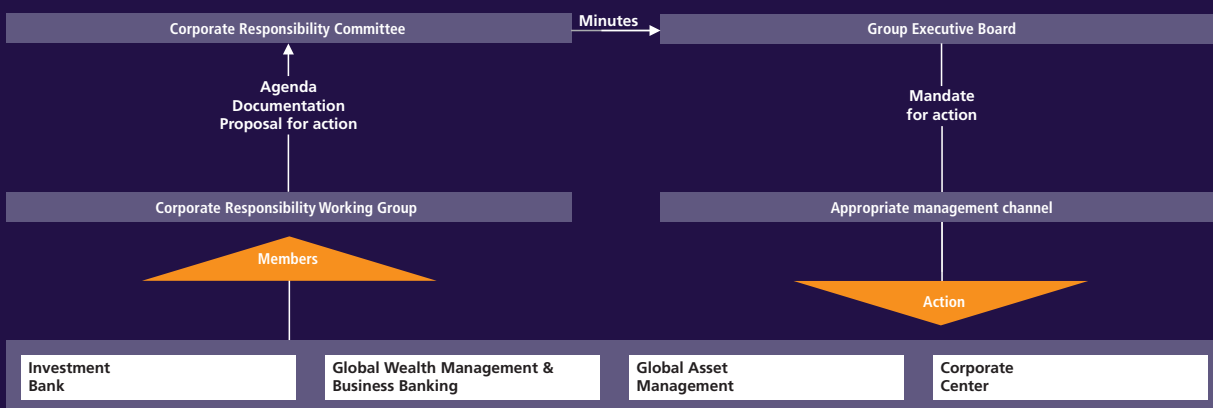 Corporate Responsibility Committee
Minutes
Group Executive Board
Agenda
Documentation
Proposal for action
Mandate
for action
Corporate Responsibility Working Group
Appropriate management channel
Members
Action
Investment
Bank
Global Wealth Management &
Business Banking
Global Asset
Management
Corporate
Center